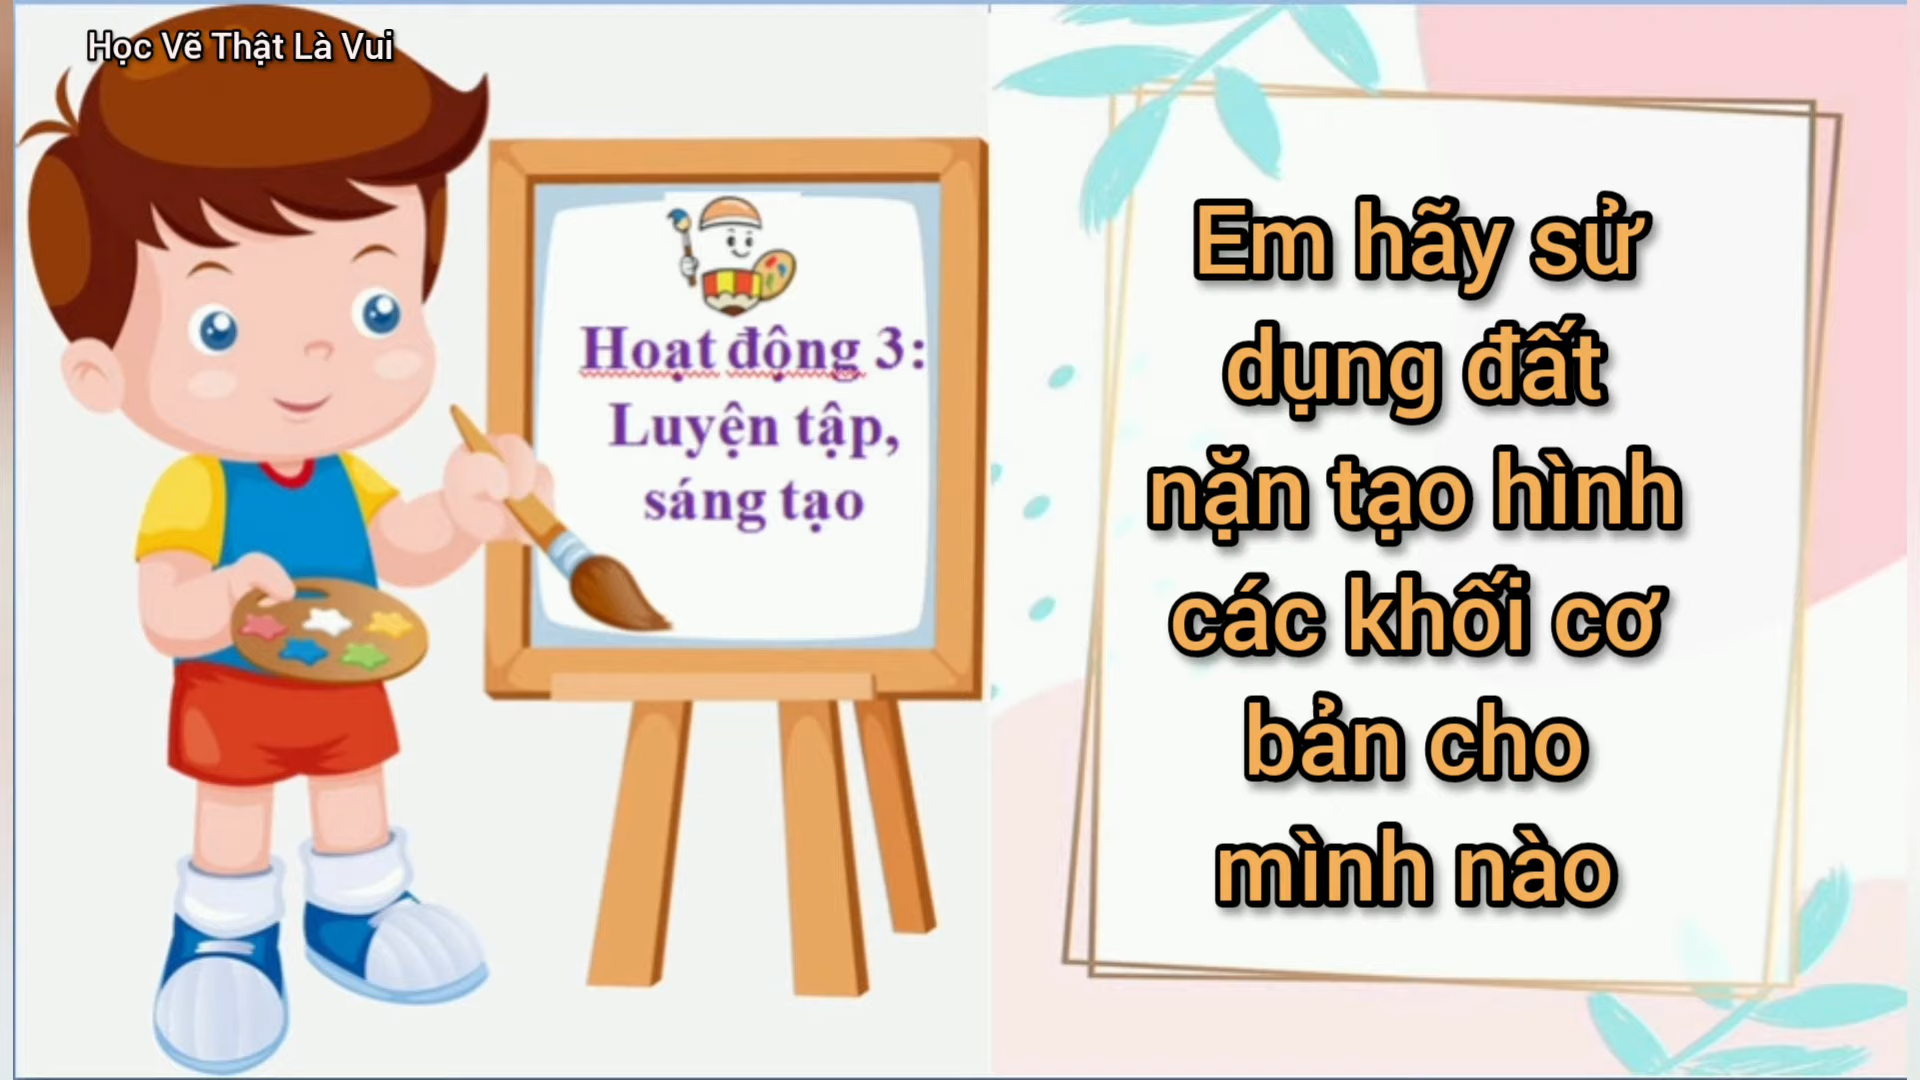 Học Vẽ Thật Là Vui
Hoạt động 3:
Luyện tập,
sáng tạo
Em hãy sử
dụng đất
nặn tạo hình
các khối cơ
bản cho
mình nào